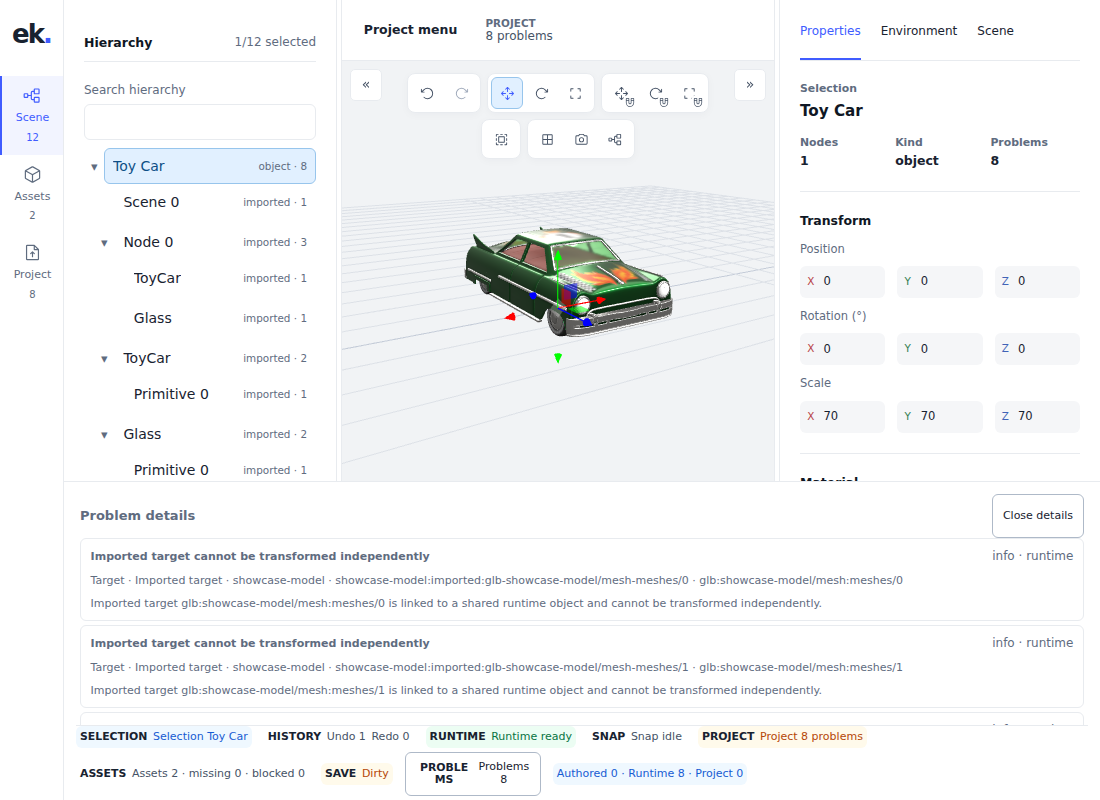 ek.
Scene
12
Assets
2
Project
8
Hierarchy
1/12 selected
Search hierarchy
▼ Toy Car object · 8
Scene 0 imported · 1
▼ Node 0 imported · 3
ToyCar imported · 1
Glass imported · 1
▼ ToyCar imported · 2
Primitive 0 imported · 1
▼ Glass imported · 2
Primitive 0 imported · 1
Project menu
PROJECT
8 problems
«
»
Properties Environment Scene
Selection
Toy Car
Nodes Kind Problems
1 object 8
Transform
Position
X 0 Y 0 Z 0
Rotation (°)
X 0 Y 0 Z 0
Scale
X 70 Y 70 Z 70
Material
Problem details
Close details
Imported target cannot be transformed independently info · runtime
Target · Imported target · showcase-model · showcase-model:imported:glb-showcase-model/mesh-meshes/0 · glb:showcase-model/mesh:meshes/0
Imported target glb:showcase-model/mesh:meshes/0 is linked to a shared runtime object and cannot be transformed independently.
Imported target cannot be transformed independently info · runtime
Target · Imported target · showcase-model · showcase-model:imported:glb-showcase-model/mesh-meshes/1 · glb:showcase-model/mesh:meshes/1
Imported target glb:showcase-model/mesh:meshes/1 is linked to a shared runtime object and cannot be transformed independently.
SELECTION Selection Toy Car HISTORY Undo 1 Redo 0 RUNTIME Runtime ready SNAP Snap idle PROJECT Project 8 problems
ASSETS Assets 2 · missing 0 · blocked 0 SAVE Dirty
PROBLE
MS
Problems
8
Authored 0 · Runtime 8 · Project 0